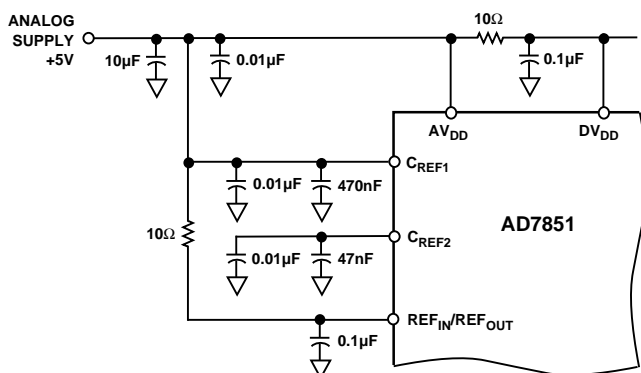 ANALOG
SUPPLY
+5V
10µF
0.01µF
10Ω
0.1µF
AVDD
DVDD
CREF1
0.01µF
470nF
10Ω
CREF2
0.01µF
47nF
AD7851
REFIN/REFOUT
0.1µF